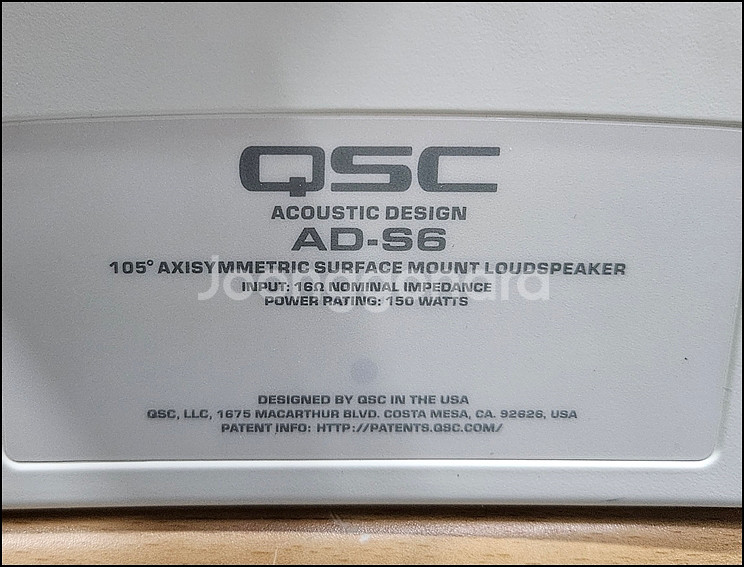 QSC
ACOUSTIC DESIGN
AD-S6
105° AXISYMMETRIC SURFACE MOUNT LOUDSPEAKER
INPUT: 16Ω NOMINAL IMPEDANCE
Joonggonara
POWER RATING: 150 WATTS
DESIGNED BY QSC IN THE USA
QSC, LLC, 1675 MACARTHUR BLVD. COSTA MESA, CA. 92626, USA
PATENT INFO: HTTP://PATENTS.QSC.COM/